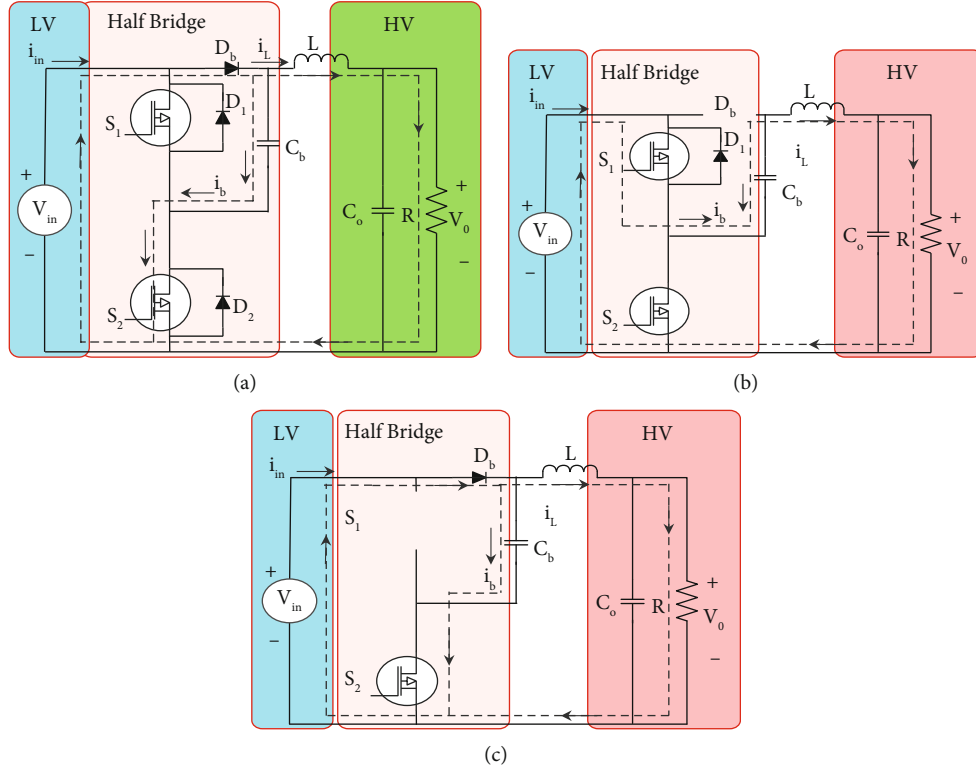 LV
Half Bridge
HV
i_in
D_b
i_L
L
D_1
S_1
C_b
i_b
+
V_in
−
C_o
R
+
V_0
−
S_2
D_2
(a)
LV
Half Bridge
HV
i_in
D_b
L
D_1
S_1
i_L
C_b
i_b
+
V_in
−
C_o
R
+
V_0
−
S_2
(b)
LV
Half Bridge
HV
i_in
D_b
L
S_1
i_L
C_b
i_b
+
V_in
−
C_o
R
+
V_0
−
S_2
(c)